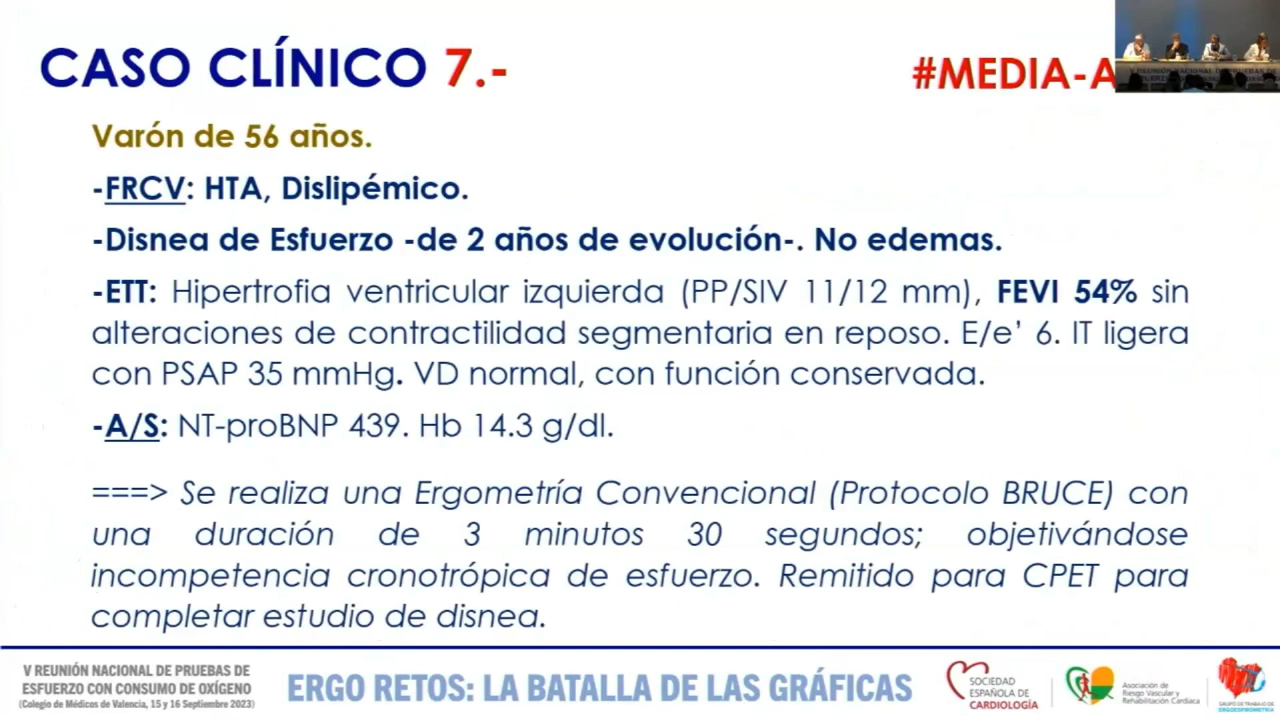 CASO CLÍNICO 7.-
#MEDIA-A
Varón de 56 años.
-FRCV: HTA, Dislipémico.
-Disnea de Esfuerzo -de 2 años de evolución-. No edemas.
-ETT: Hipertrofia ventricular izquierda (PP/SIV 11/12 mm), FEVI 54% sin
alteraciones de contractilidad segmentaria en reposo. E/e’ 6. IT ligera
con PSAP 35 mmHg. VD normal, con función conservada.
-A/S: NT-proBNP 439. Hb 14.3 g/dl.
===> Se realiza una Ergometría Convencional (Protocolo BRUCE) con
una duración de 3 minutos 30 segundos; objetivándose
incompetencia cronotrópica de esfuerzo. Remitido para CPET para
completar estudio de disnea.
V REUNIÓN NACIONAL DE PRUEBAS DE
ESFUERZO CON CONSUMO DE OXÍGENO
(Colegio de Médicos de Valencia, 15 y 16 Septiembre 2023)
ERGO RETOS: LA BATALLA DE LAS GRÁFICAS
SOCIEDAD
ESPAÑOLA DE
CARDIOLOGÍA
Asociación de
Riesgo Vascular y
Rehabilitación Cardiaca
GRUPO DE TRABAJO DE
ERGOESPIROMETRÍA